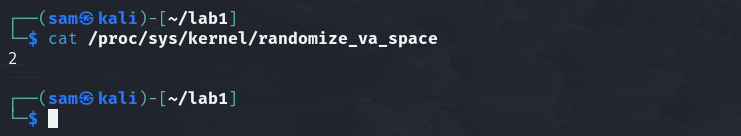 ┌──(sam㉿kali)-[~/lab1]
└─$ cat /proc/sys/kernel/randomize_va_space
2
┌──(sam㉿kali)-[~/lab1]
└─$